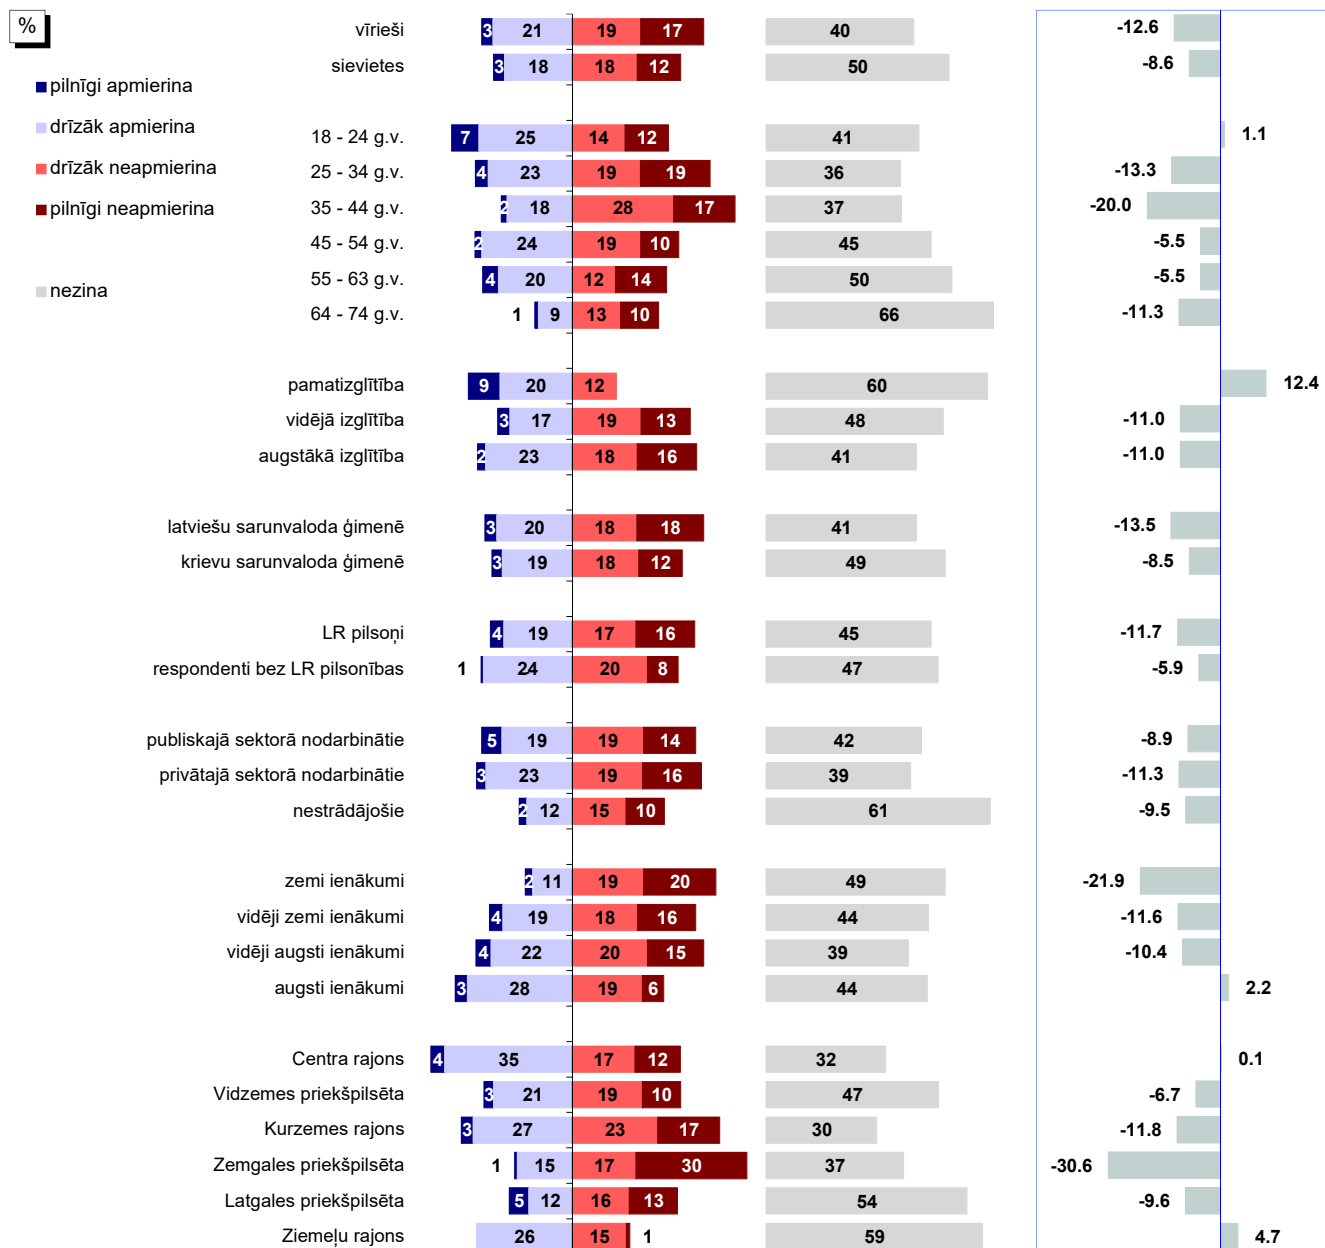 %
pilnīgi apmierina
drīzāk apmierina
drīzāk neapmierina
pilnīgi neapmierina
nezina
vīrieši 3 21 19 17 40 -12.6
sievietes 3 18 18 12 50 -8.6
18 - 24 g.v. 7 25 14 12 41 1.1
25 - 34 g.v. 4 23 19 19 36 -13.3
35 - 44 g.v. 2 18 28 17 37 -20.0
45 - 54 g.v. 2 24 19 10 45 -5.5
55 - 63 g.v. 4 20 12 14 50 -5.5
64 - 74 g.v. 1 9 13 10 66 -11.3
pamatizglītība 9 20 12 60 12.4
vidējā izglītība 3 17 19 13 48 -11.0
augstākā izglītība 2 23 18 16 41 -11.0
latviešu sarunvaloda ģimenē 3 20 18 18 41 -13.5
krievu sarunvaloda ģimenē 3 19 18 12 49 -8.5
LR pilsoņi 4 19 17 16 45 -11.7
respondenti bez LR pilsonības 1 24 20 8 47 -5.9
publiskajā sektorā nodarbinātie 5 19 19 14 42 -8.9
privātajā sektorā nodarbinātie 3 23 19 16 39 -11.3
nestrādājošie 2 12 15 10 61 -9.5
zemi ienākumi 2 11 19 20 49 -21.9
vidēji zemi ienākumi 4 19 18 16 44 -11.6
vidēji augsti ienākumi 4 22 20 15 39 -10.4
augsti ienākumi 3 28 19 6 44 2.2
Centra rajons 4 35 17 12 32 0.1
Vidzemes priekšpilsēta 3 21 19 10 47 -6.7
Kurzemes rajons 3 27 23 17 30 -11.8
Zemgales priekšpilsēta 1 15 17 30 37 -30.6
Latgales priekšpilsēta 5 12 16 13 54 -9.6
Ziemeļu rajons 26 15 1 59 4.7